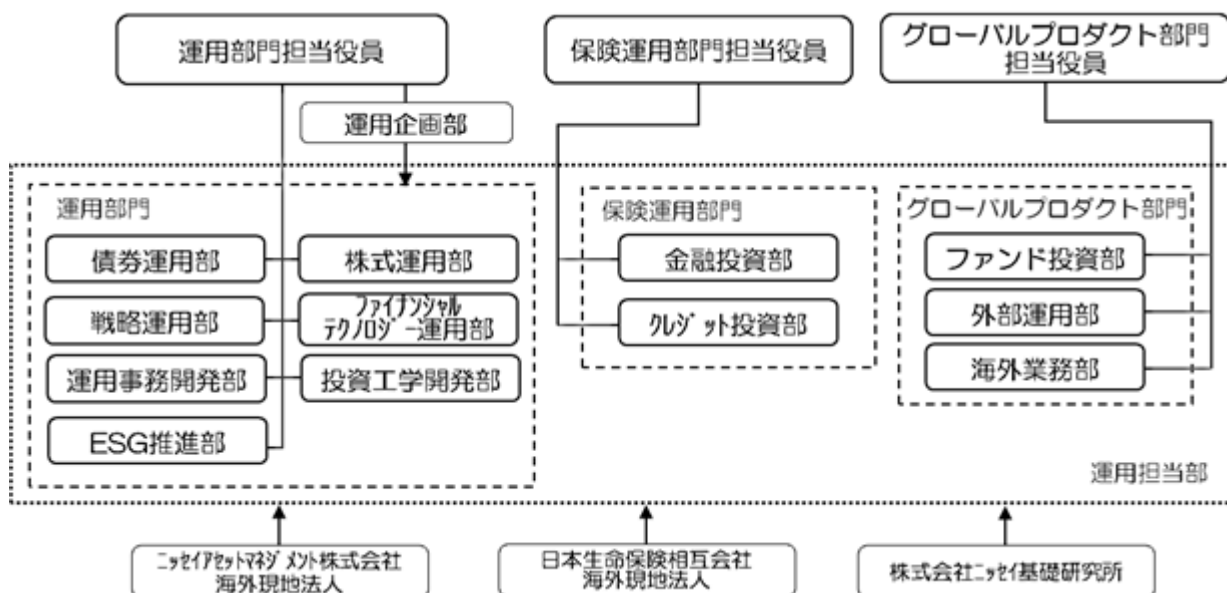 運用部門担当役員
保険運用部門担当役員
グローバルプロダクト部門
担当役員
運用企画部
運用部門
債券運用部
株式運用部
戦略運用部
ファイナンシャル
テクノロジー運用部
運用事務開発部
投資工学開発部
ESG推進部
保険運用部門
金融投資部
クレジット投資部
グローバルプロダクト部門
ファンド投資部
外部運用部
海外業務部
運用担当部
ニッセイアセットマネジメント株式会社
海外現地法人
日本生命保険相互会社
海外現地法人
株式会社ニッセイ基礎研究所